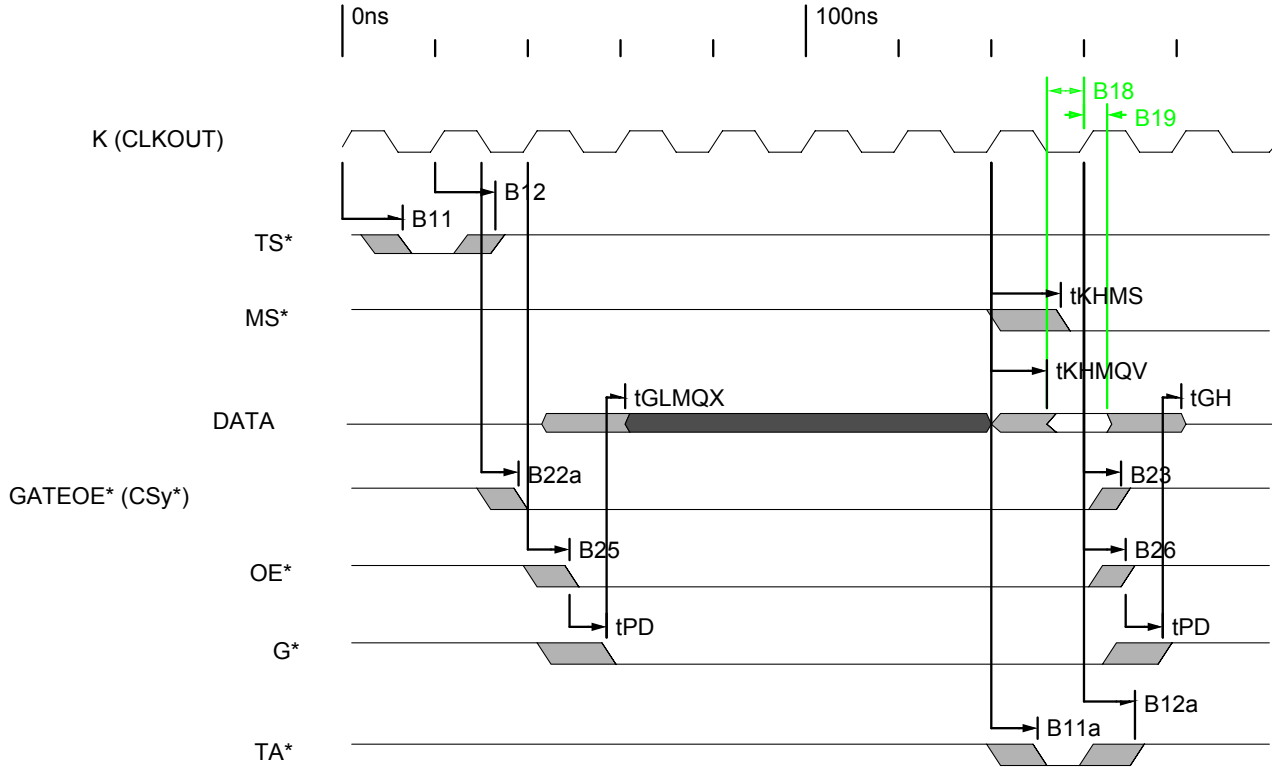 0ns
100ns
B18
B19
K (CLKOUT)
B12
B11
TS*
tKHMS
MS*
tKHMQV
tGLMQX
tGH
DATA
B22a
B23
GATEOE* (CSy*)
B25
B26
OE*
tPD
tPD
G*
B12a
B11a
TA*